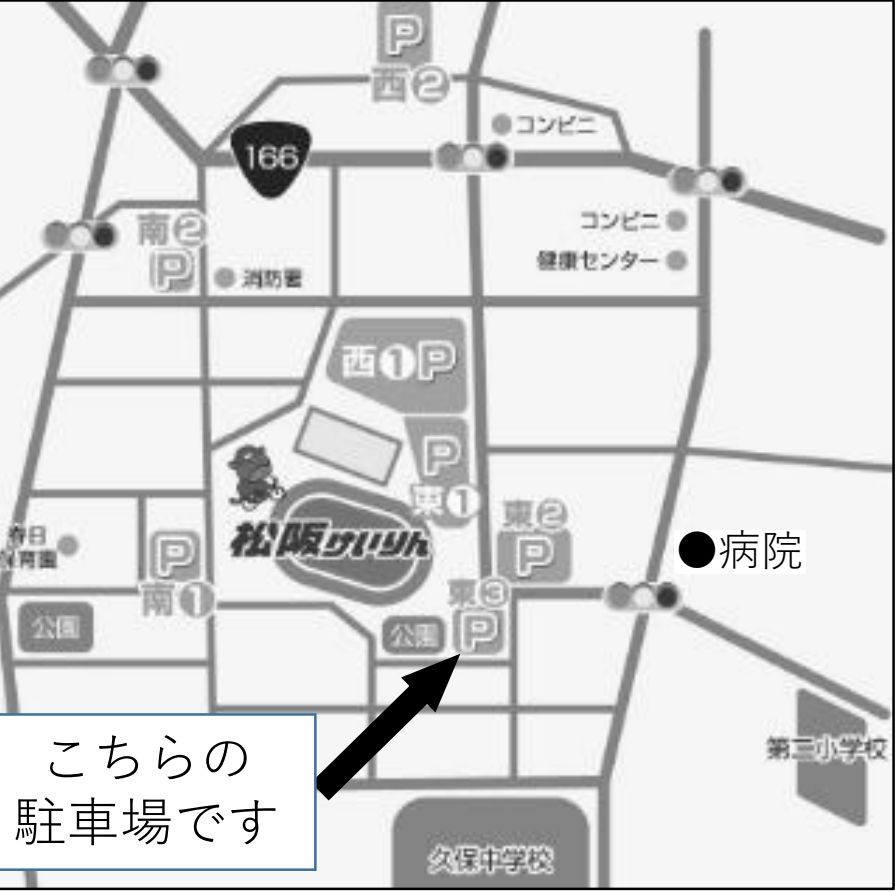 P
西②
コンビニ
166
コンビニ
南②
P
消防署
健康センター
西①P
P
東①
松阪けいりん
東②
P
春日
保育園
●病院
P
南①
東③
P
公園
公園
こちらの
駐車場です
第三小学校
久保中学校